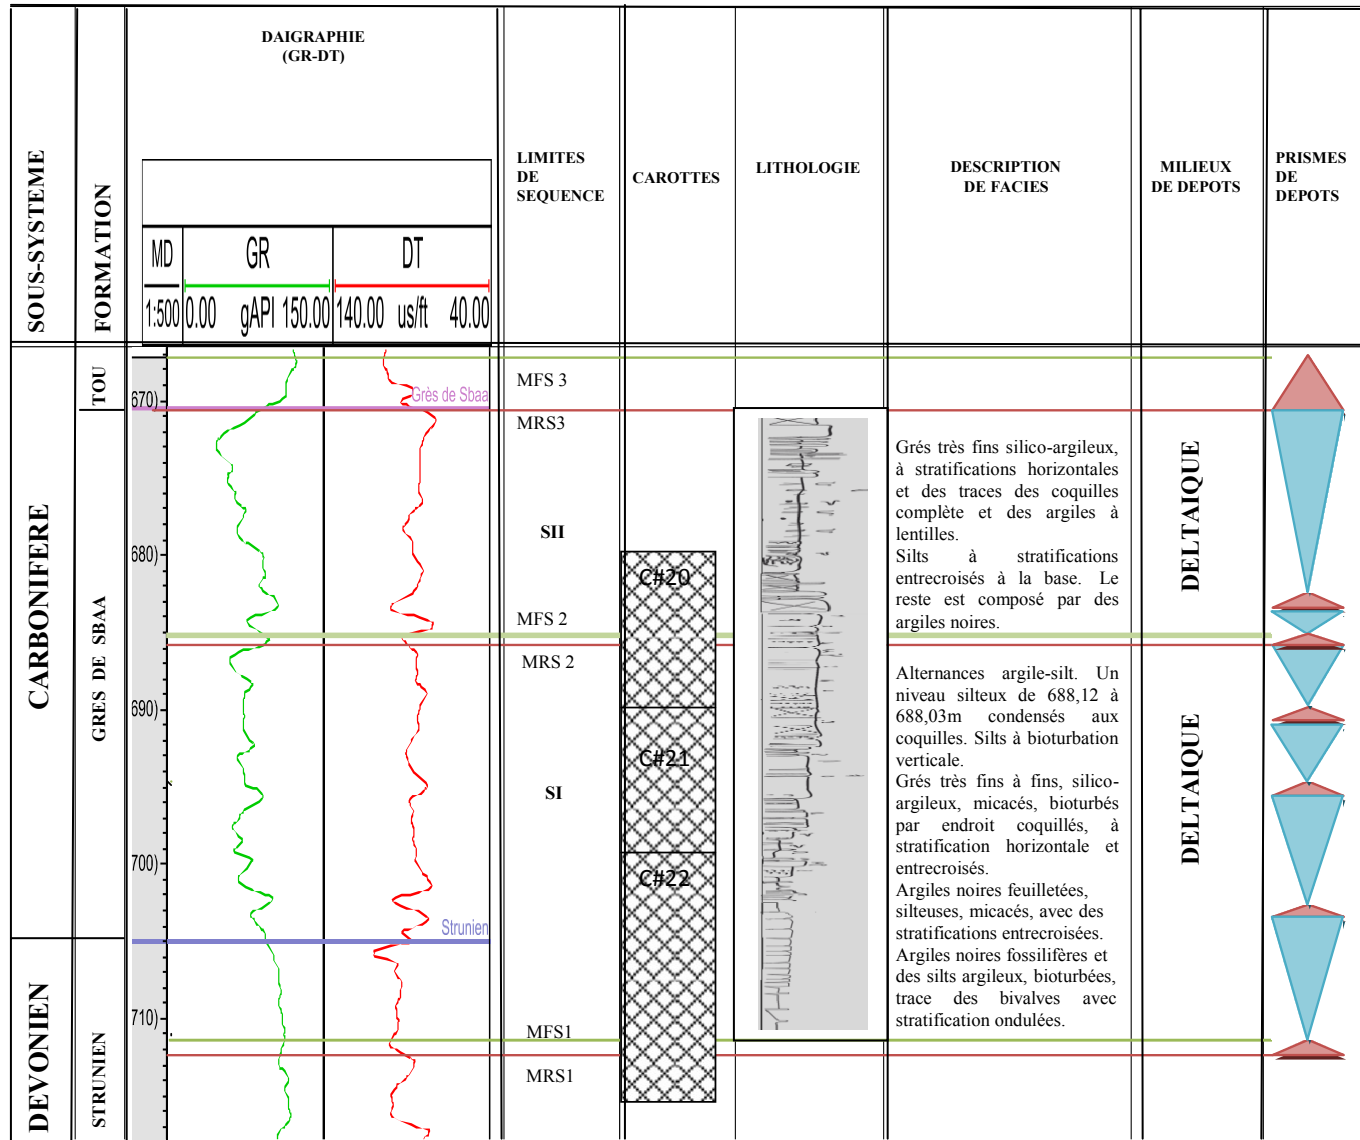 DAIGRAPHIE
(GR-DT)
SOUS-SYSTEME
FORMATION
LIMITES
DE
SEQUENCE
CAROTTES
LITHOLOGIE
DESCRIPTION
DE FACIES
MILIEUX
DE DEPOTS
PRISMES
DE
DEPOTS
MD
GR
DT
1:500
0.00 gAPI 150.00
140.00 us/ft 40.00
CARBONIFERE
DEVONIEN
TOU
GRES DE SBAA
STRUNIEN
670)
680)
690)
700)
710)
Grès de Sbaa
Strunien
MFS 3
MRS3
SII
MFS 2
MRS 2
SI
MFS1
MRS1
C#20
C#21
C#22
Grés très fins silico-argileux,
à stratifications horizontales
et des traces des coquilles
complète et des argiles à
lentilles.
Silts à stratifications
entrecroisés à la base. Le
reste est composé par des
argiles noires.
Alternances argile-silt. Un
niveau silteux de 688,12 à
688,03m condensés aux
coquilles. Silts à bioturbation
verticale.
Grés très fins à fins, silico-
argileux, micacés, bioturbés
par endroit coquillés, à
stratification horizontale et
entrecroisés.
Argiles noires feuilletées,
silteuses, micacés, avec des
stratifications entrecroisées.
Argiles noires fossilifères et
des silts argileux, bioturbées,
trace des bivalves avec
stratification ondulées.
DELTAIQUE
DELTAIQUE